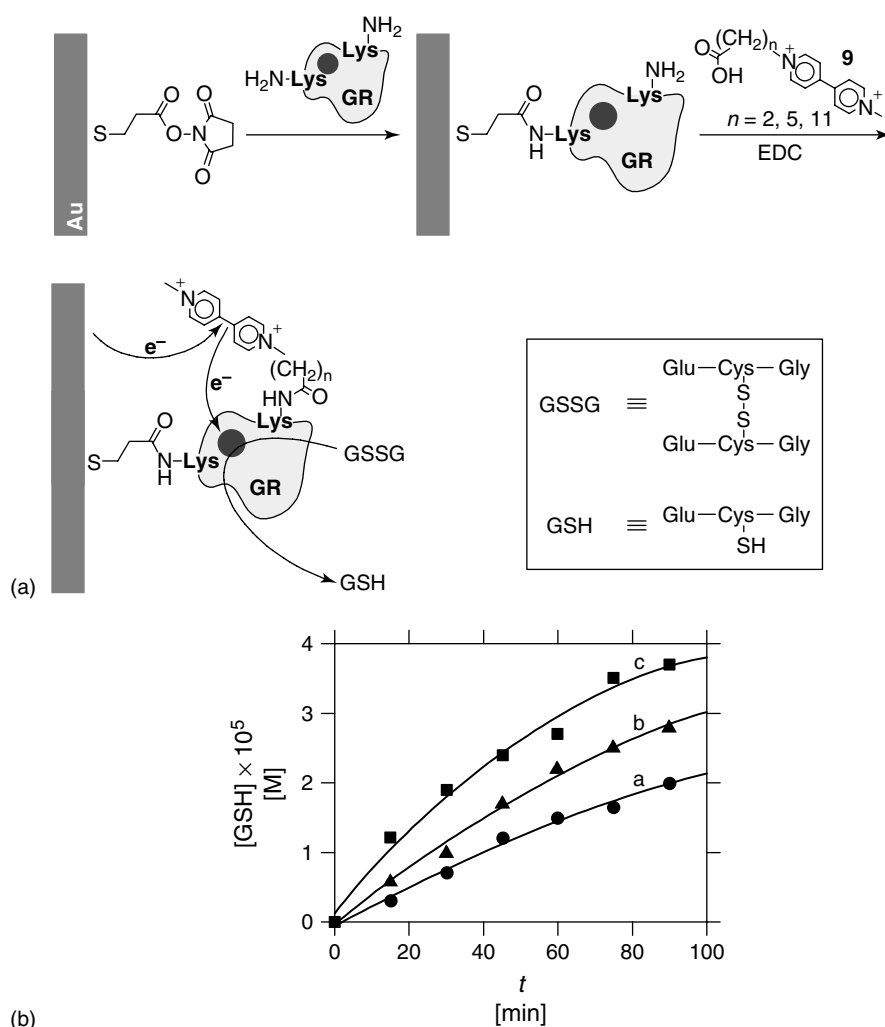 NH2
Lys
H2N-Lys
GR
S
O
O
N
O
O
Au
NH2
Lys
O
S
N
H
Lys
GR
(CH2)n
O
OH
N+
9
N+
n = 2, 5, 11
EDC
N+
N+
e–
e–
(CH2)n
HN
O
Lys
O
S
N
H
Lys
GR
GSSG
GSH
GSSG ≡
Glu—Cys—Gly
S
S
Glu—Cys—Gly
GSH ≡
Glu—Cys—Gly
SH
(a)
4
3
2
1
0
[GSH] × 10^5
[M]
c
b
a
0 20 40 60 80 100
t
[min]
(b)